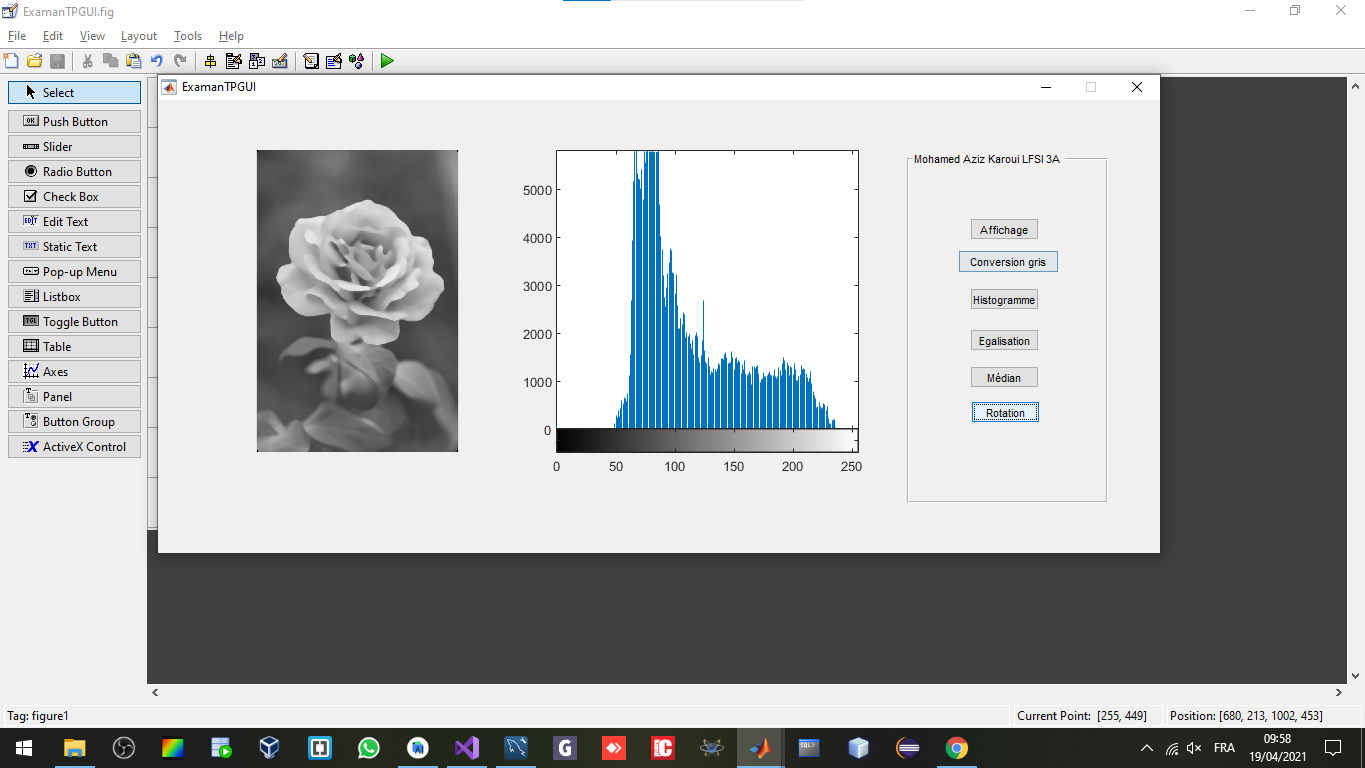 ExamanTPGUI.fig
File Edit View Layout Tools Help
Select
Push Button
Slider
Radio Button
Check Box
Edit Text
Static Text
Pop-up Menu
Listbox
Toggle Button
Table
Axes
Panel
Button Group
ActiveX Control
ExamanTPGUI
5000
4000
3000
2000
1000
0
0 50 100 150 200 250
Mohamed Aziz Karoui LFSI 3A
Affichage
Conversion gris
Histogramme
Egalisation
Médian
Rotation
Tag: figure1
Current Point: [255, 449]
Position: [680, 213, 1002, 453]
FRA
09:58
19/04/2021